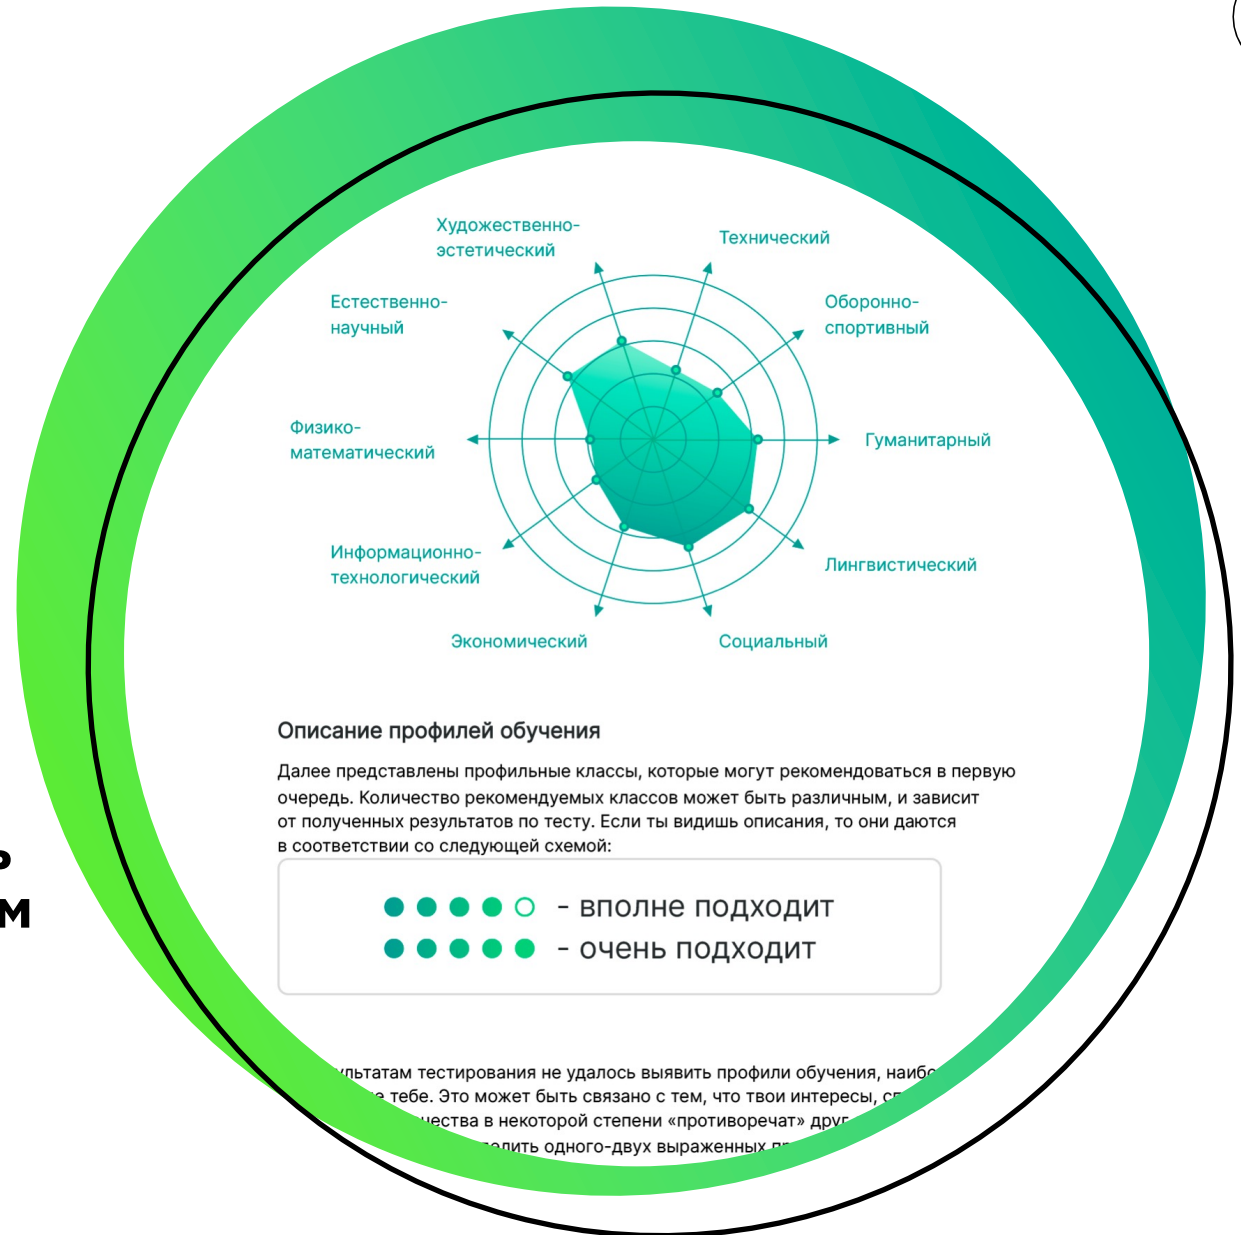 Художественно-
эстетический
Технический
Естественно-
научный
Оборонно-
спортивный
Физико-
математический
Гуманитарный
Информационно-
технологический
Лингвистический
Экономический
Социальный
Описание профилей обучения
Далее представлены профильные классы, которые могут рекомендоваться в первую
очередь. Количество рекомендуемых классов может быть различным, и зависит
от полученных результатов по тесту. Если ты видишь описания, то они даются
в соответствии со следующей схемой:
- вполне подходит
- очень подходит
тестирования не удалось выявить профили обучения,
тебе. Это может быть связано с тем, что твои интересы,
в некоторой степени «противоречат»
одного-двух выраженных